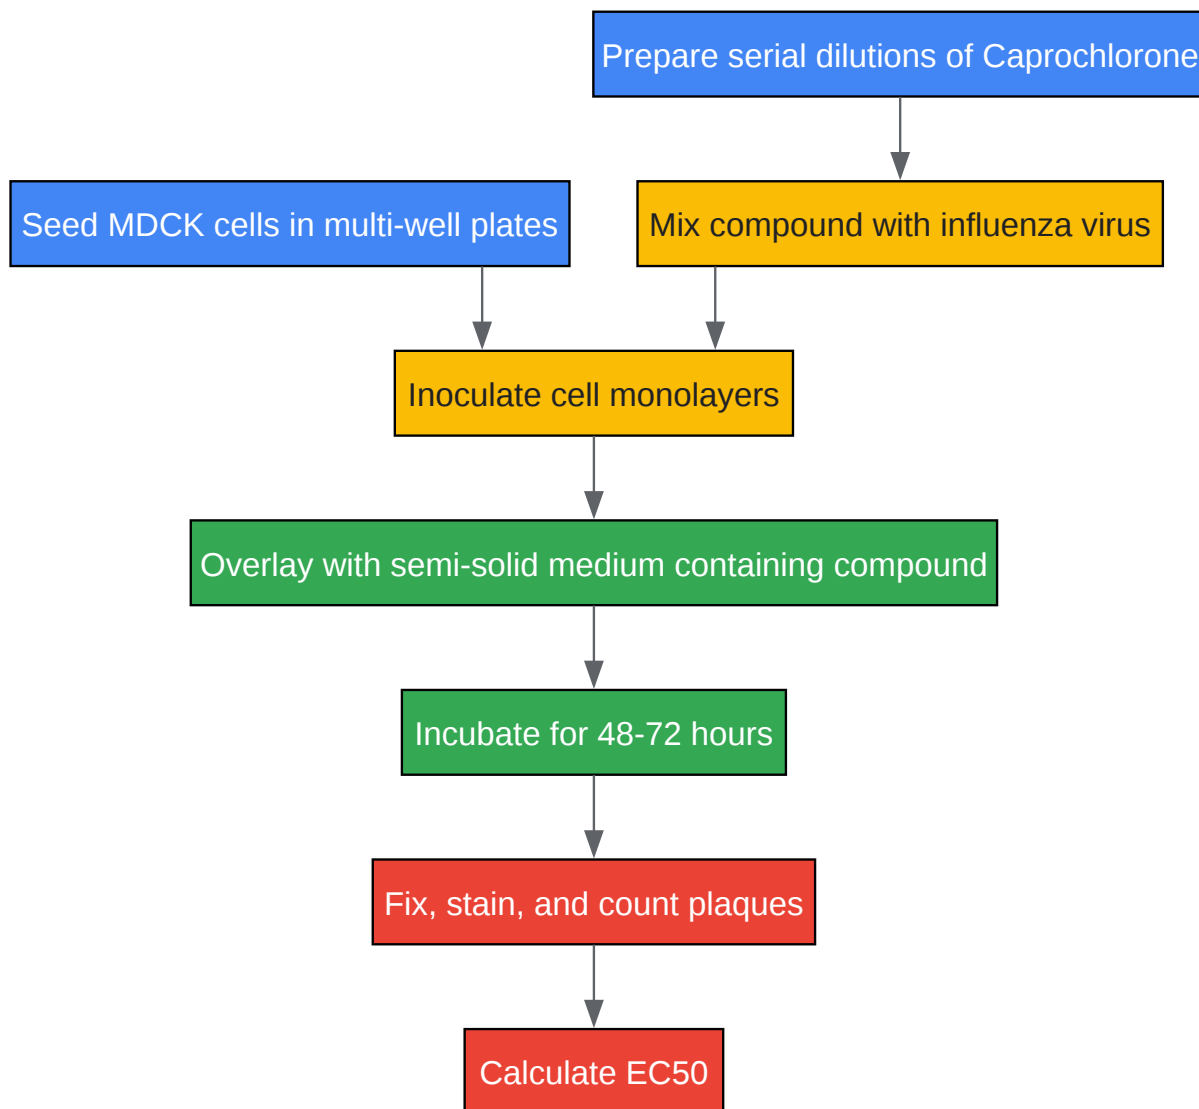 Prepare serial dilutions of Caprochlorone
Seed MDCK cells in multi-well plates
Mix compound with influenza virus
Inoculate cell monolayers
Overlay with semi-solid medium containing compound
Incubate for 48-72 hours
Fix, stain, and count plaques
Calculate EC50